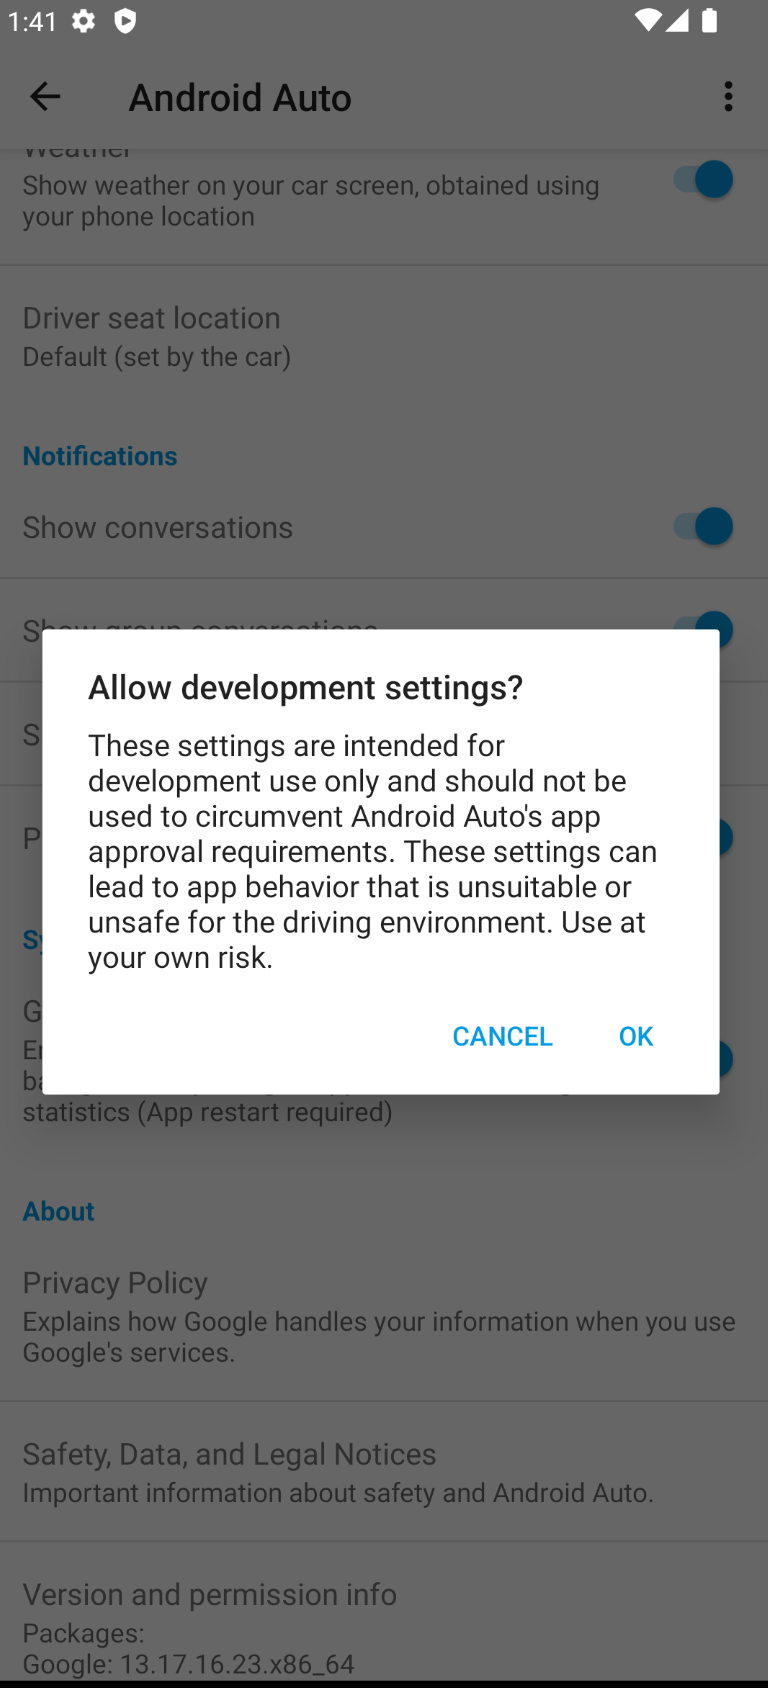 1:41
Android Auto
Weather
Show weather on your car screen, obtained using
your phone location
Driver seat location
Default (set by the car)
Notifications
Show conversations
Show group conversations
S
P
Allow development settings?
These settings are intended for
development use only and should not be
used to circumvent Android Auto's app
approval requirements. These settings can
lead to app behavior that is unsuitable or
unsafe for the driving environment. Use at
your own risk.
CANCEL OK
Sy
G
statistics (App restart required)
About
Privacy Policy
Explains how Google handles your information when you use
Google's services.
Safety, Data, and Legal Notices
Important information about safety and Android Auto.
Version and permission info
Packages:
Google: 13.17.16.23.x86_64